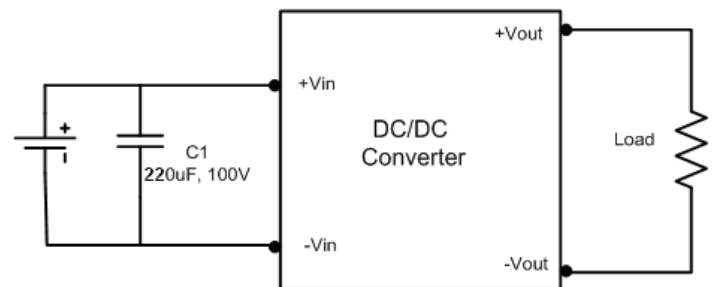 +Vout
+Vin
+
DC/DC
Converter
Load
C1
220uF, 100V
-Vin
-Vout